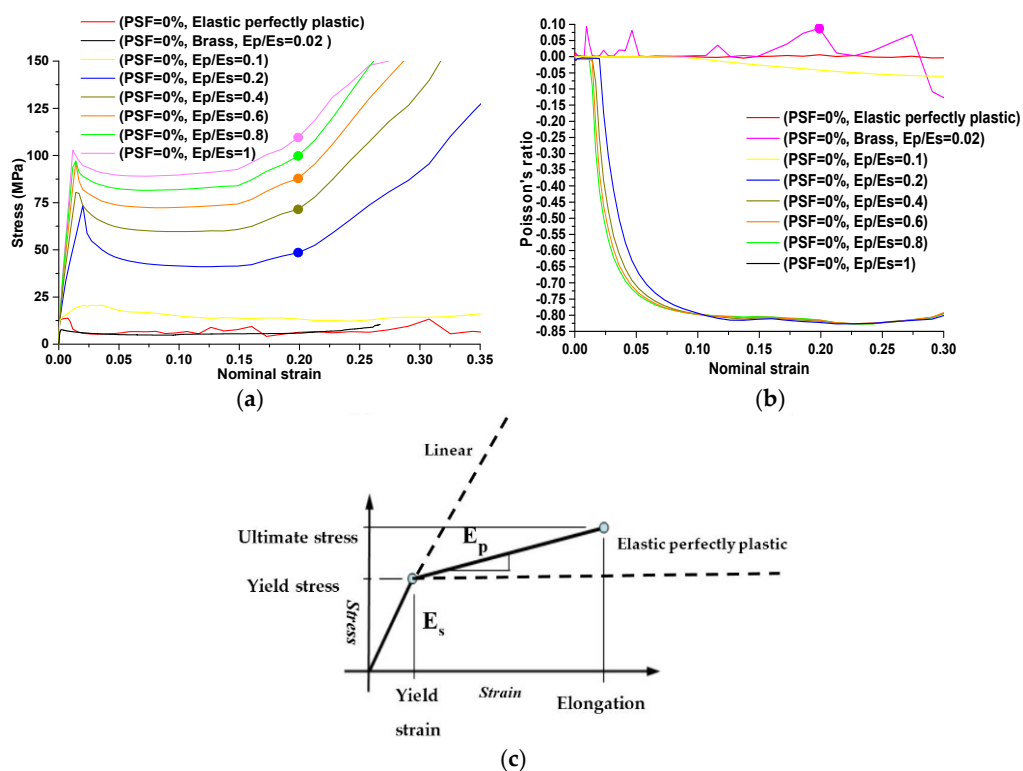 (PSF=0%, Elastic perfectly plastic)
(PSF=0%, Brass, Ep/Es=0.02 )
(PSF=0%, Ep/Es=0.1)
(PSF=0%, Ep/Es=0.2)
(PSF=0%, Ep/Es=0.4)
(PSF=0%, Ep/Es=0.6)
(PSF=0%, Ep/Es=0.8)
(PSF=0%, Ep/Es=1)
150
125
100
75
50
25
0
Stress (MPa)
0.00 0.05 0.10 0.15 0.20 0.25 0.30 0.35
Nominal strain
(a)
0.10
0.05
0.00
-0.05
-0.10
-0.15
-0.20
-0.25
-0.30
-0.35
-0.40
-0.45
-0.50
-0.55
-0.60
-0.65
-0.70
-0.75
-0.80
-0.85
Poisson's ratio
(PSF=0%, Elastic perfectly plastic)
(PSF=0%, Brass, Ep/Es=0.02)
(PSF=0%, Ep/Es=0.1)
(PSF=0%, Ep/Es=0.2)
(PSF=0%, Ep/Es=0.4)
(PSF=0%, Ep/Es=0.6)
(PSF=0%, Ep/Es=0.8)
(PSF=0%, Ep/Es=1)
0.00 0.05 0.10 0.15 0.20 0.25 0.30
Nominal strain
(b)
Linear
Ultimate stress
Ep
Elastic perfectly plastic
Yield stress
Stress
Es
Yield
strain
Strain
Elongation
(c)